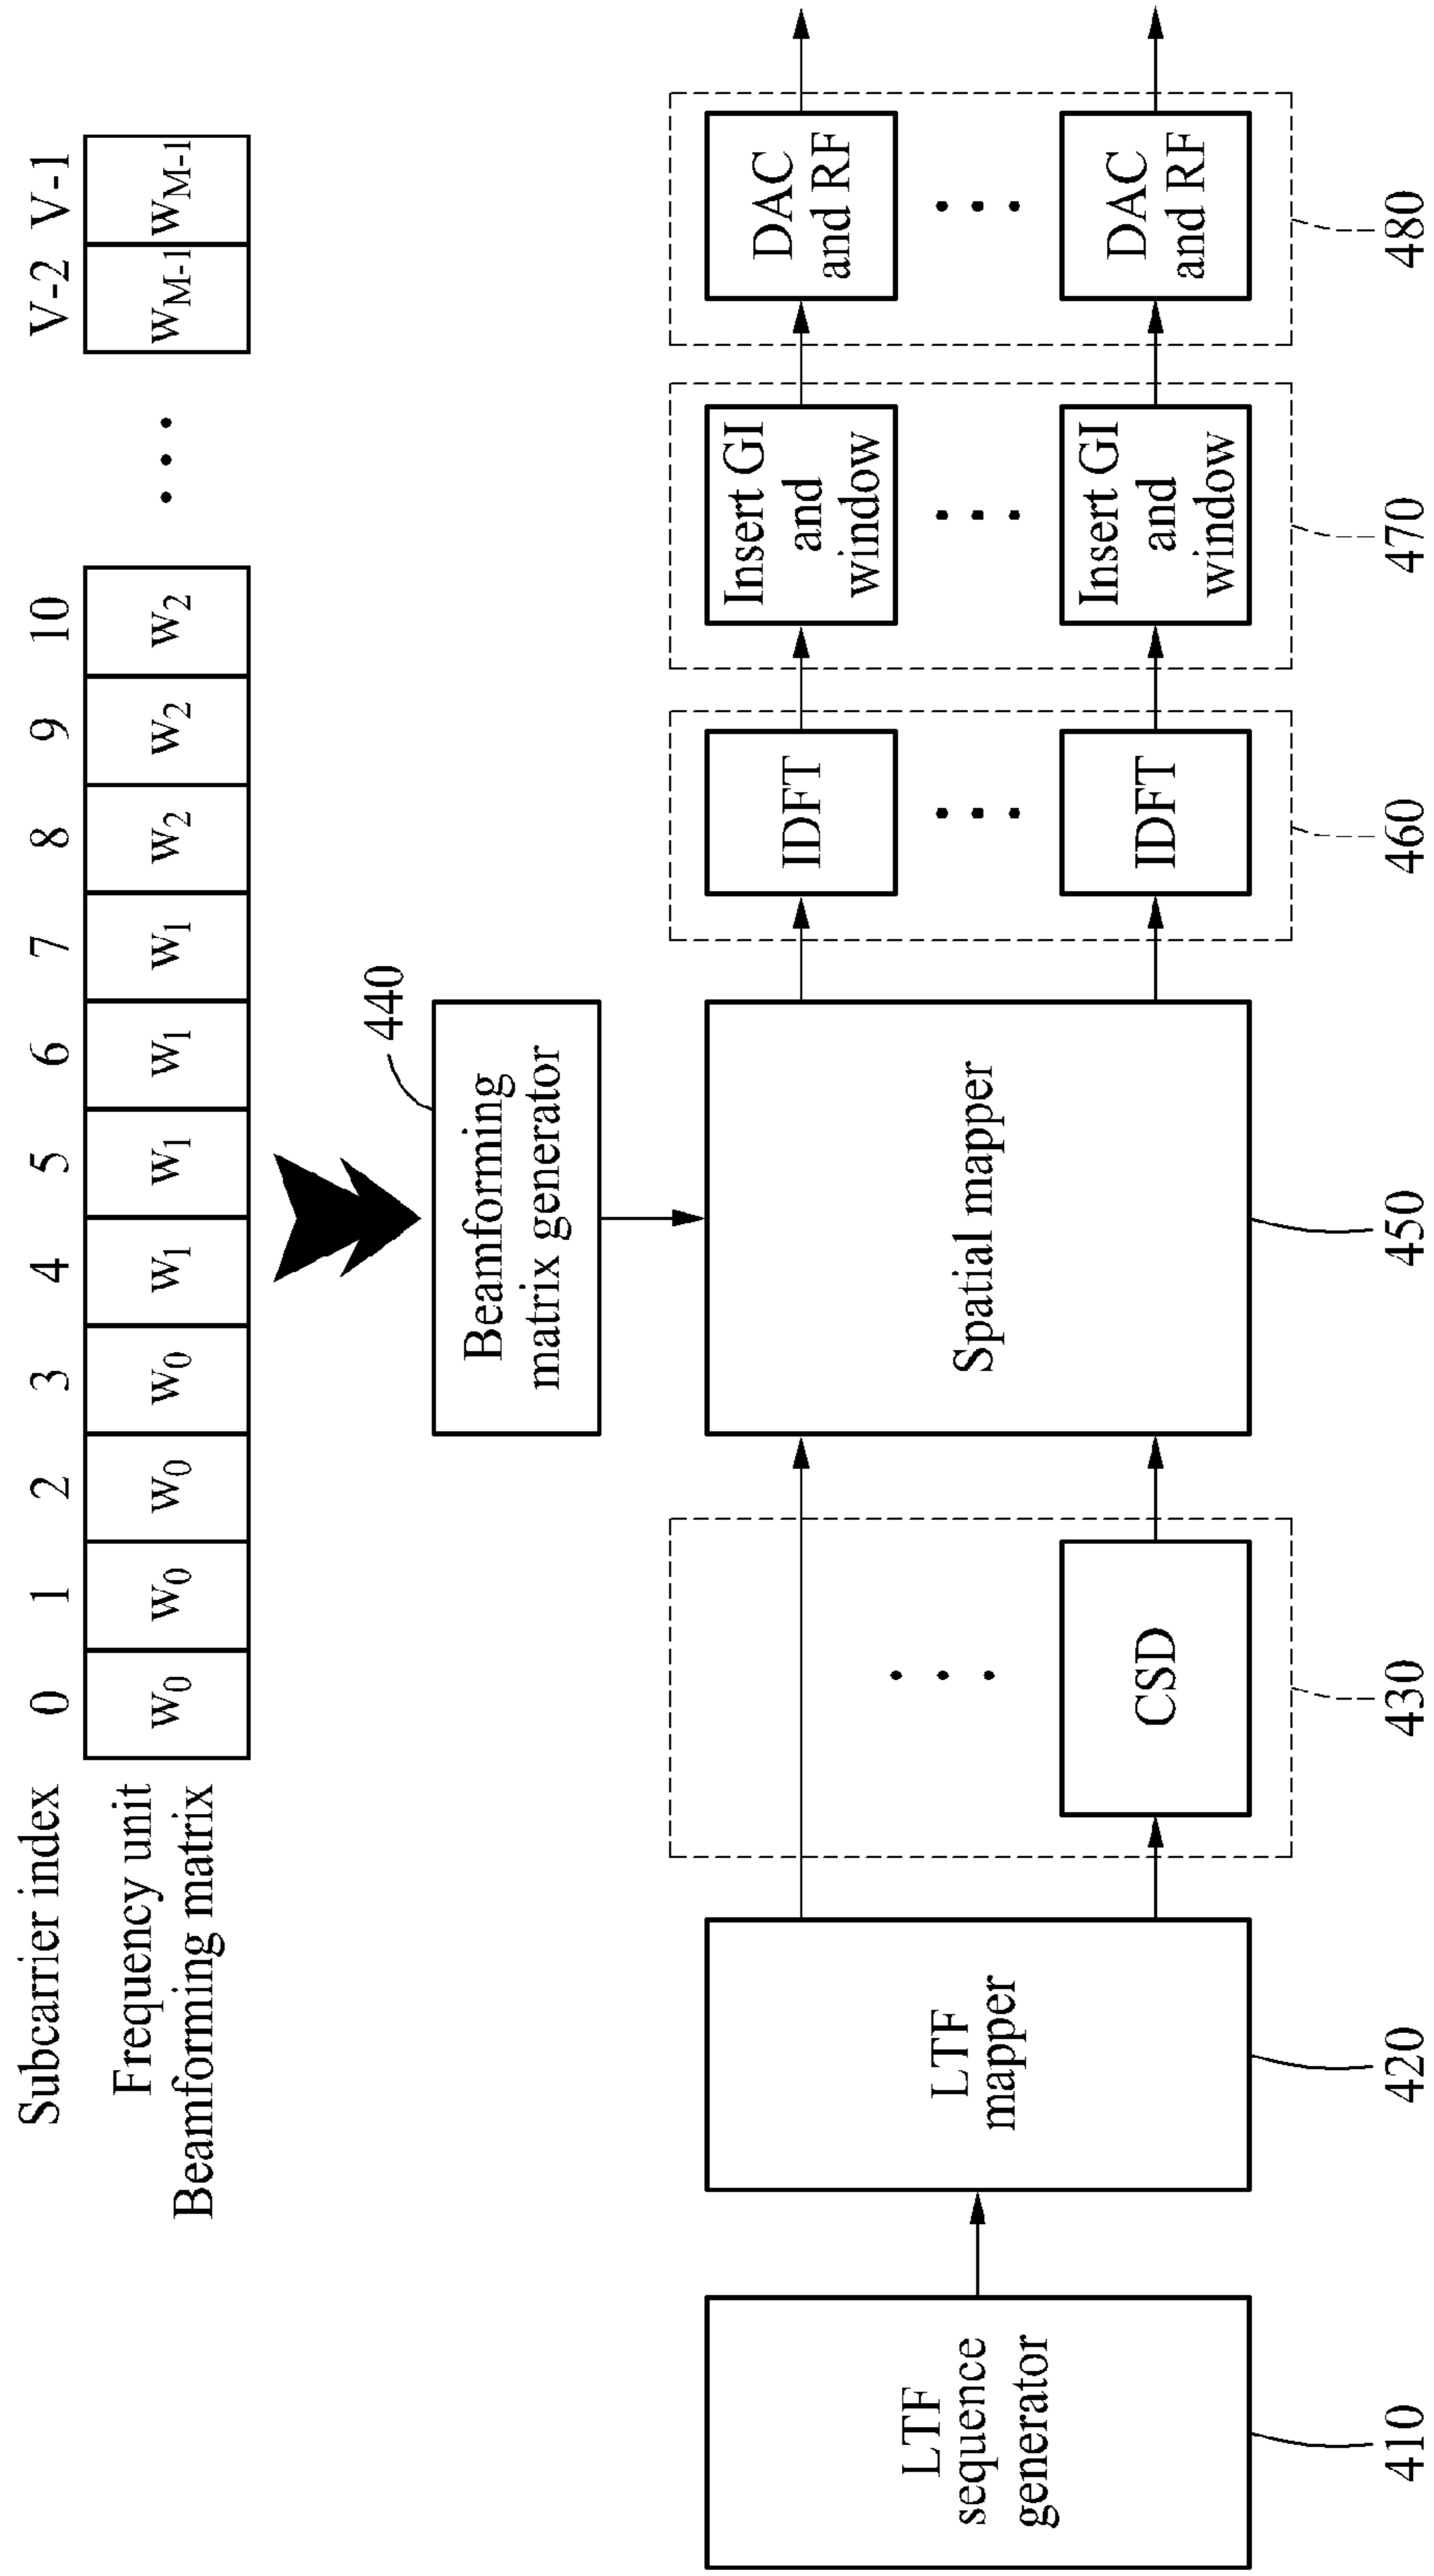 Subcarrier index 0 1 2 3 4 5 6 7 8 9 10 V-2 V-1
Frequency unit
Beamforming matrix
W0 W0 W0 W0 W1 W1 W1 W1 W2 W2 W2 ... WM-1 WM-1
440
Beamforming
matrix generator
LTF
sequence
generator
410
LTF
mapper
420
...
CSD
430
Spatial mapper
450
IDFT
...
IDFT
460
Insert GI
and
window
...
Insert GI
and
window
470
DAC
and RF
...
DAC
and RF
480